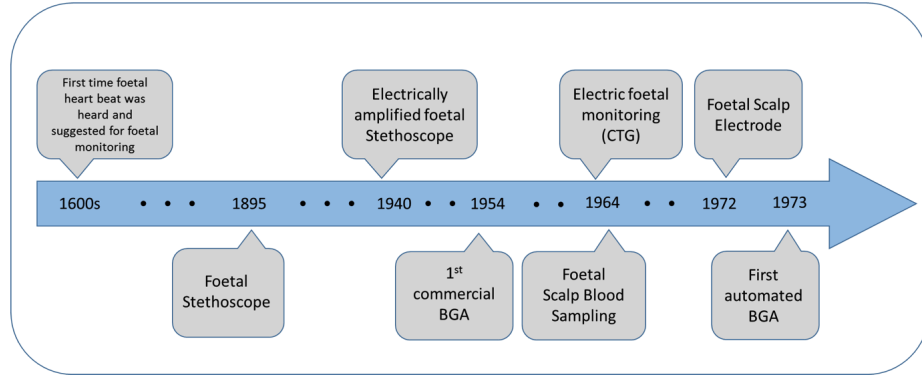 First time foetal
heart beat was
heard and
suggested for foetal
monitoring
Electrically
amplified foetal
Stethoscope
Electric foetal
monitoring
(CTG)
Foetal Scalp
Electrode
1600s • • • 1895 • • • • 1940 • • 1954 • • 1964 • • 1972 1973
Foetal
Stethoscope
1st
commercial
BGA
Foetal
Scalp Blood
Sampling
First
automated
BGA